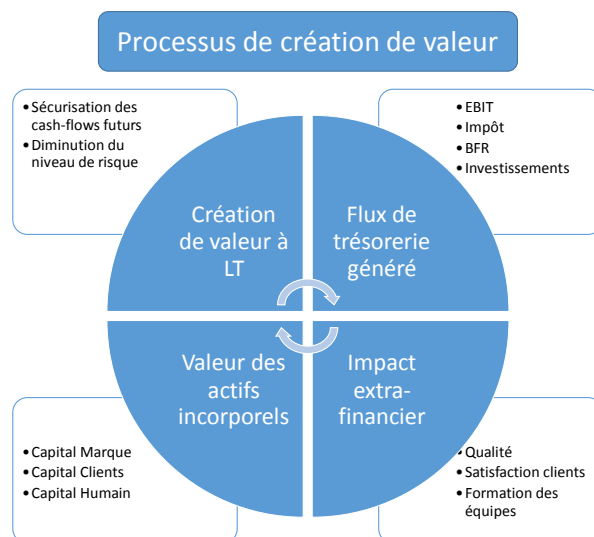 Processus de création de valeur
• Sécurisation des
cash-flows futurs
• Diminution du
niveau de risque
• EBIT
• Impôt
• BFR
• Investissements
Création
de valeur à
LT
Flux de
trésorerie
généré
Valeur des
actifs
incorporels
Impact
extra-
financier
• Capital Marque
• Capital Clients
• Capital Humain
• Qualité
• Satisfaction clients
• Formation des
équipes